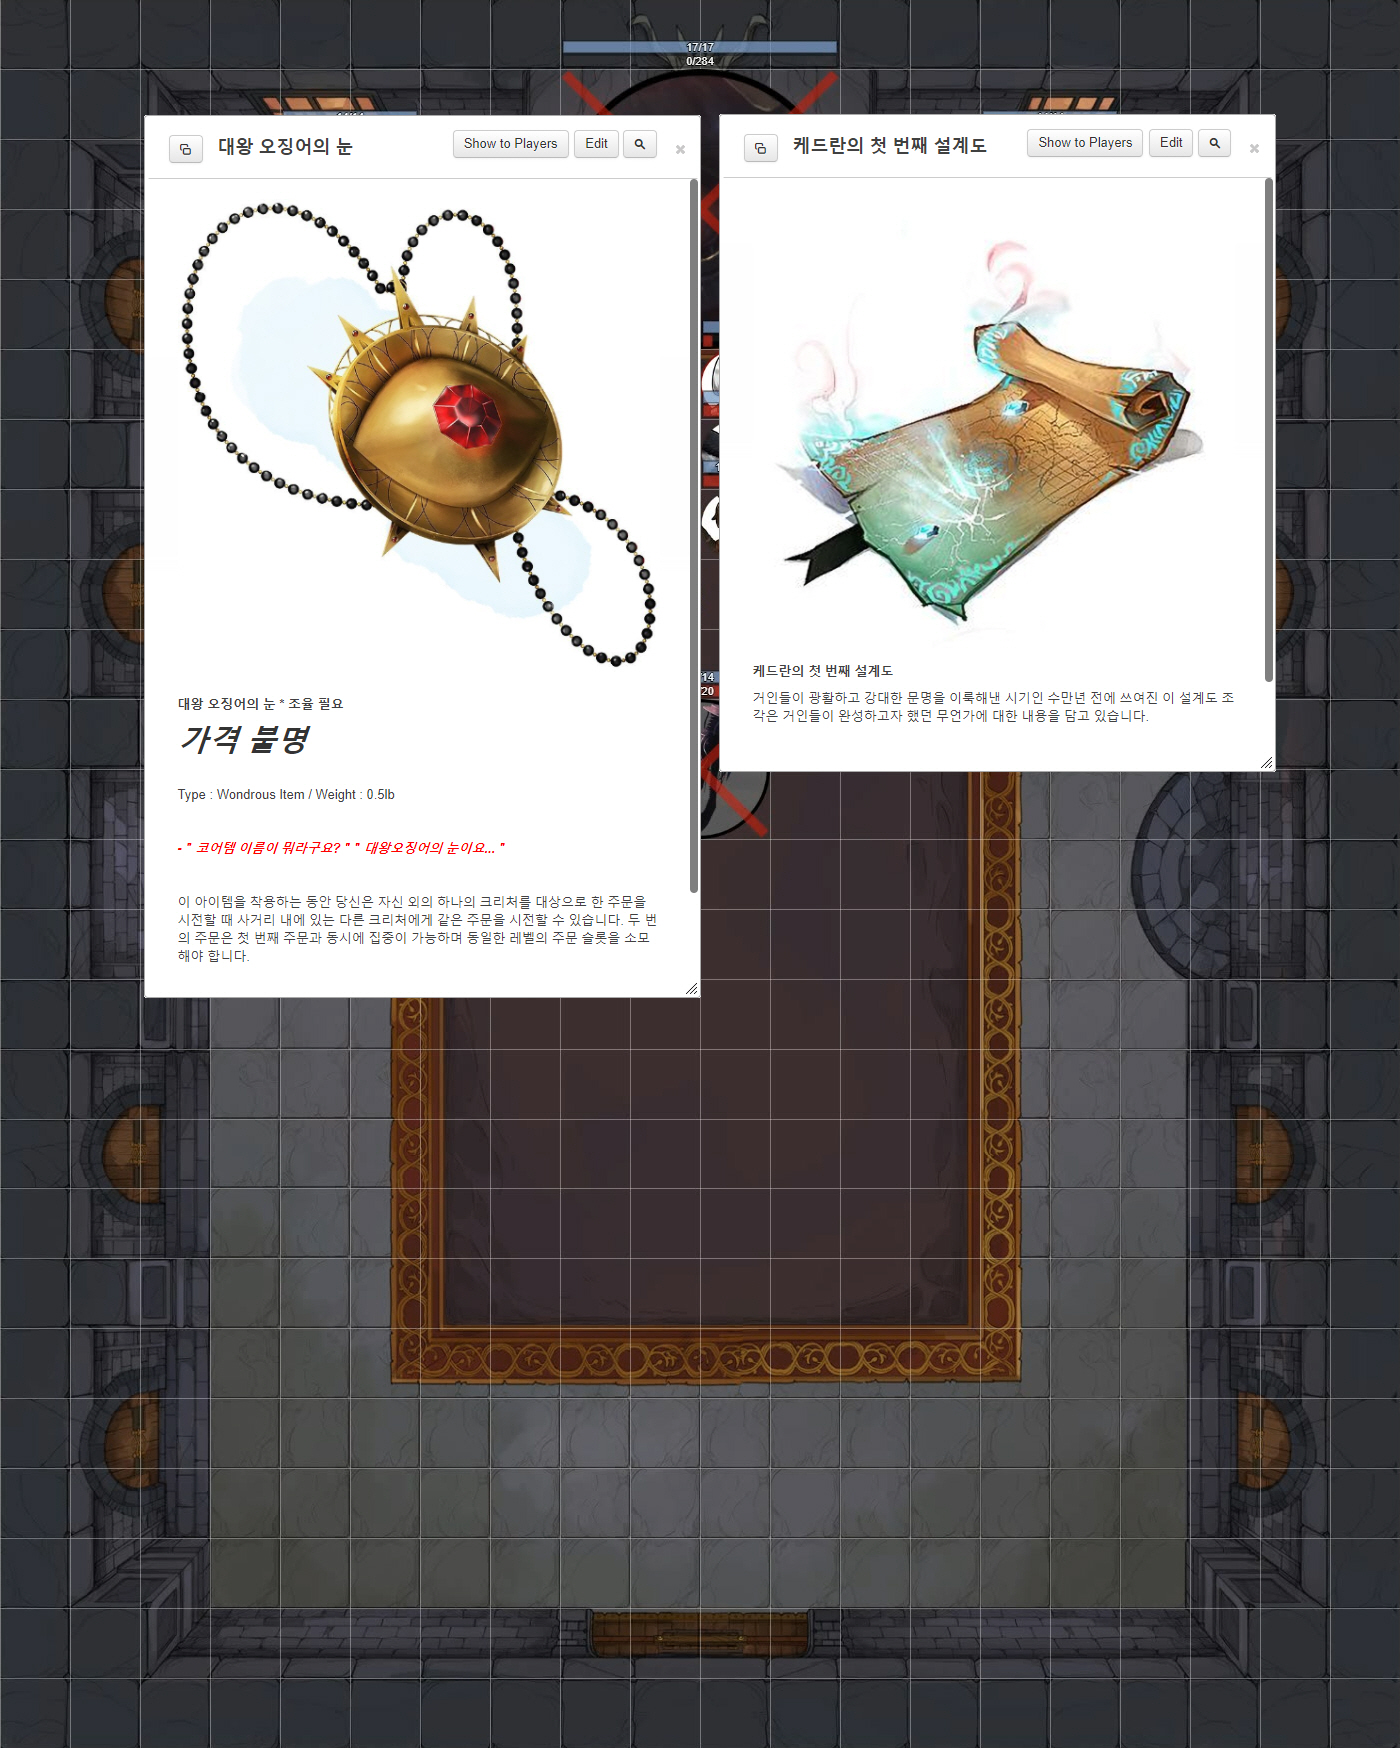 17/17
0/284
대왕 오징어의 눈
Show to Players
Edit
케드란의 첫 번째 설계도
Show to Players
Edit
대왕 오징어의 눈 * 조율 필요
가격 불명
Type : Wondrous Item / Weight : 0.5lb
- " 코어템 이름이 뭐라구요? " " 대왕오징어의 눈이요... "
이 아이템을 착용하는 동안 당신은 자신 외의 하나의 크리처를 대상으로 한 주문을
시전할 때 사거리 내에 있는 다른 크리처에게 같은 주문을 시전할 수 있습니다. 두 번
의 주문은 첫 번째 주문과 동시에 집중이 가능하며 동일한 레벨의 주문 슬롯을 소모
해야 합니다.
케드란의 첫 번째 설계도
거인들이 광활하고 강대한 문명을 이룩해낸 시기인 수만년 전에 쓰여진 이 설계도 조
각은 거인들이 완성하고자 했던 무언가에 대한 내용을 담고 있습니다.
/14
20